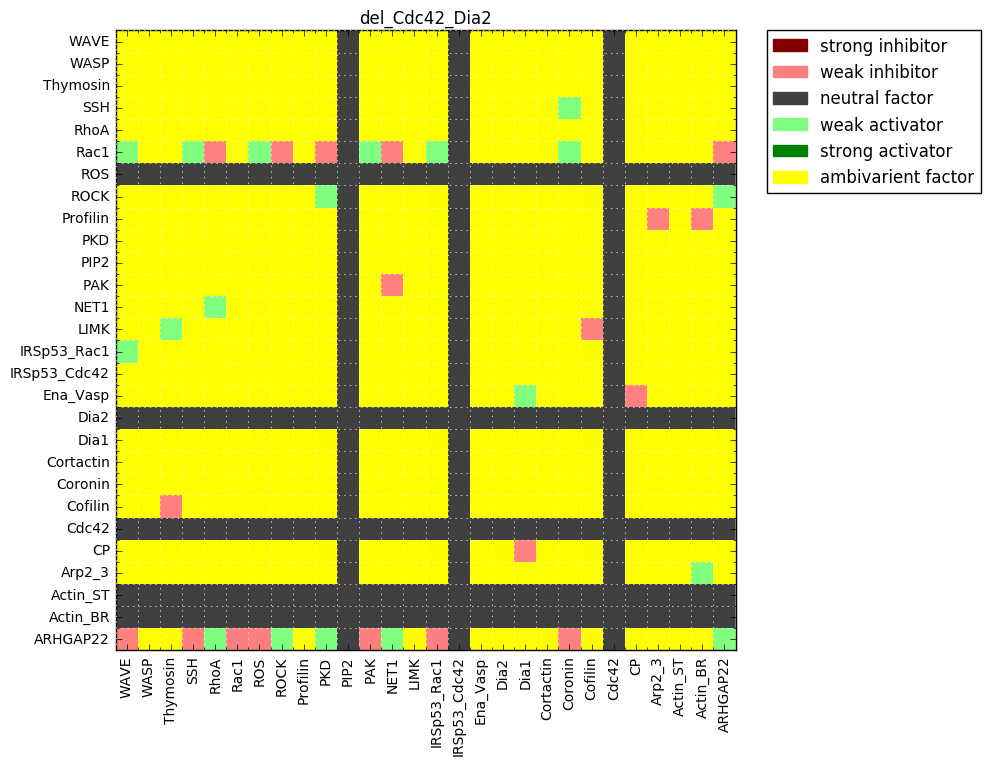 del_Cdc42_Dia2
WAVE
WASP
Thymosin
SSH
RhoA
Rac1
ROS
ROCK
Profilin
PKD
PIP2
PAK
NET1
LIMK
IRSp53_Rac1
IRSp53_Cdc42
Ena_Vasp
Dia2
Dia1
Cortactin
Coronin
Cofilin
Cdc42
CP
Arp2_3
Actin_ST
Actin_BR
ARHGAP22
WAVE
WASP
Thymosin
SSH
RhoA
Rac1
ROS
ROCK
Profilin
PKD
PIP2
PAK
NET1
LIMK
IRSp53_Rac1
IRSp53_Cdc42
Ena_Vasp
Dia2
Dia1
Cortactin
Coronin
Cofilin
Cdc42
CP
Arp2_3
Actin_ST
Actin_BR
ARHGAP22
strong inhibitor
weak inhibitor
neutral factor
weak activator
strong activator
ambivarient factor